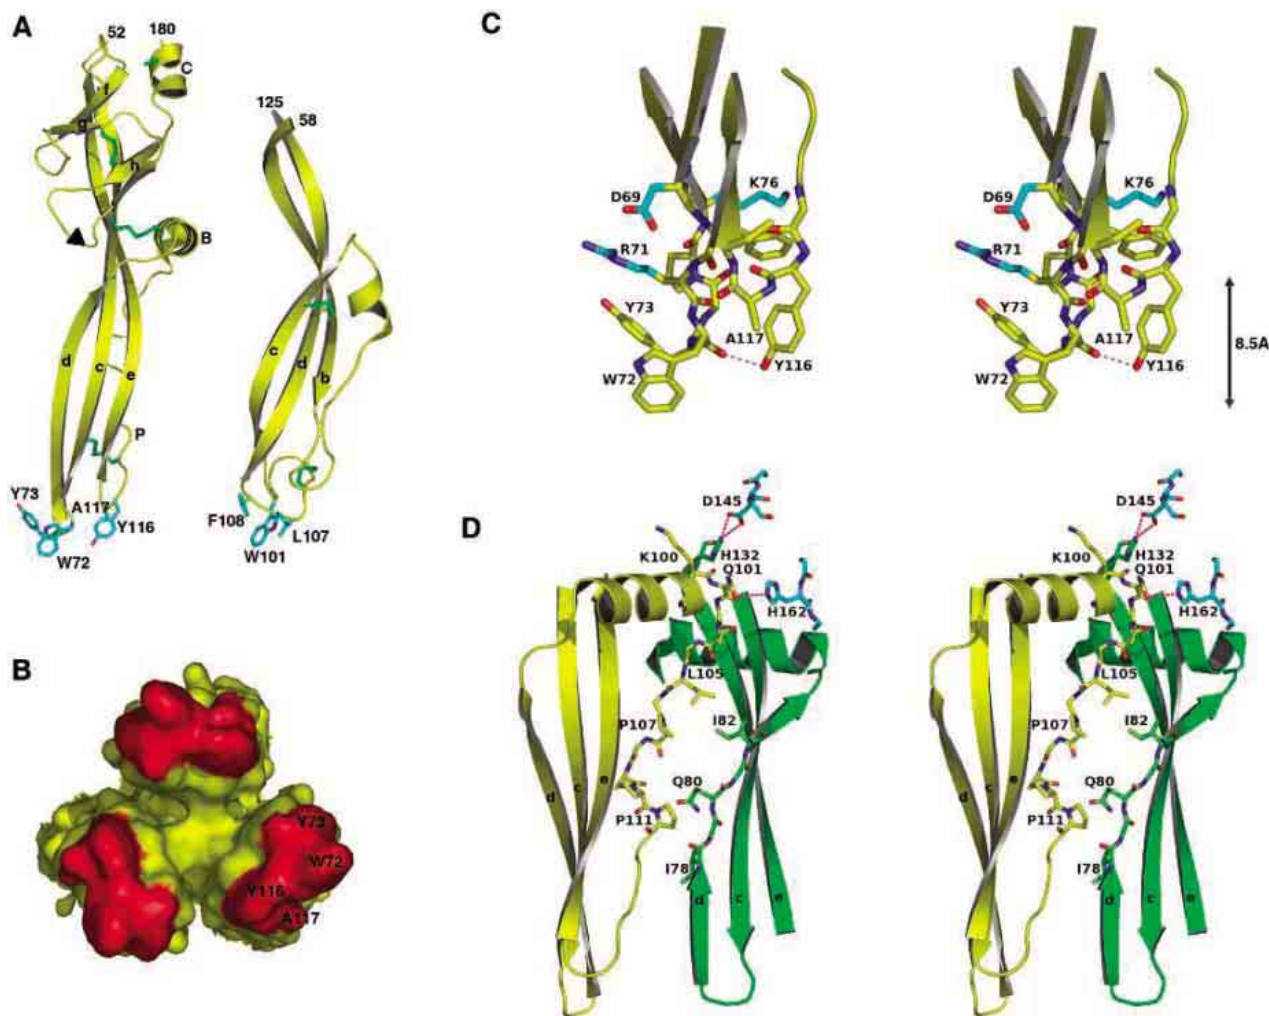 A
52
180
C
f
g'
h
B
d
c
e
P
Y73
A117
Y116
W72
125
58
c
d
b
F108
L107
W101
B
Y73
W72
Y116
A117
C
D69
K76
R71
Y73
A117
W72
Y116
D69
K76
R71
Y73
A117
W72
Y116
8.5A
D
D145
K100
H132
Q101
H162
L105
P107
I82
Q80
P111
I78
d
c
e
d
c
e
D145
K100
H132
Q101
H162
L105
P107
I82
Q80
P111
I78
d
c
e
d
c
e